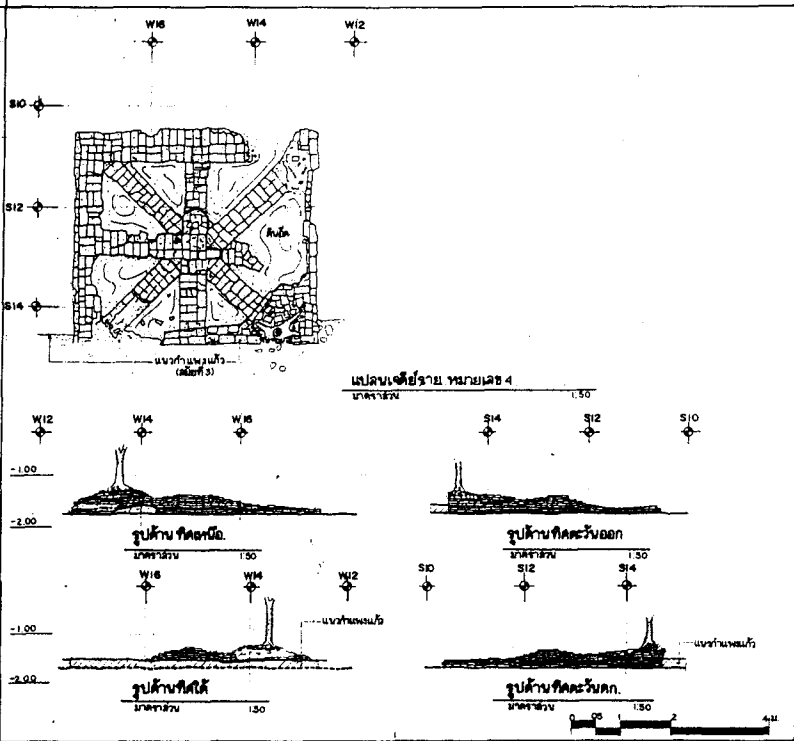 W16 W14 W12
S10
S12
ดินอัด
S14
แนวกำแพงแก้ว
(สมัยที่ 3)
แปลนเจดีย์ราย หมายเลข 4
มาตราส่วน 1:50
W12 W14 W16 S14 S12 S10
-1.00
-2.00
รูปด้าน ทิศเหนือ. รูปด้าน ทิศตะวันออก
มาตราส่วน 1:50 มาตราส่วน 1:50
W16 W14 W12 S10 S12 S14
แนวกำแพงแก้ว
-1.00
แนวกำแพงแก้ว
-2.00
รูปด้านทิศใต้ รูปด้านทิศตะวันตก.
มาตราส่วน 1:50 มาตราส่วน 1:50
0 05 1 2 4 ม.